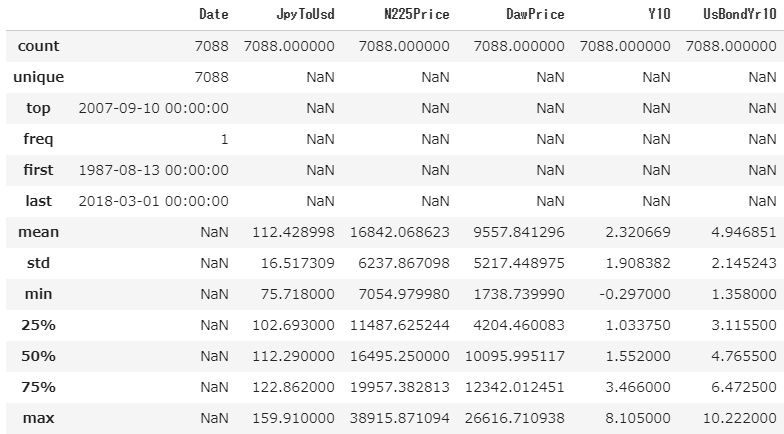 Date JpyToUsd N225Price DawPrice Y10 UsBondYr10
count 7088 7088.000000 7088.000000 7088.000000 7088.000000 7088.000000
unique 7088 NaN NaN NaN NaN NaN
top 2007-09-10 00:00:00 NaN NaN NaN NaN NaN
freq 1 NaN NaN NaN NaN NaN
first 1987-08-13 00:00:00 NaN NaN NaN NaN NaN
last 2018-03-01 00:00:00 NaN NaN NaN NaN NaN
mean NaN 112.428998 16842.068623 9557.841296 2.320669 4.946851
std NaN 16.517309 6237.867098 5217.448975 1.908382 2.145243
min NaN 75.718000 7054.979980 1738.739990 -0.297000 1.358000
25% NaN 102.693000 11487.625244 4204.460083 1.033750 3.115500
50% NaN 112.290000 16495.250000 10095.995117 1.552000 4.765500
75% NaN 122.862000 19957.382813 12342.012451 3.466000 6.472500
max NaN 159.910000 38915.871094 26616.710938 8.105000 10.222000